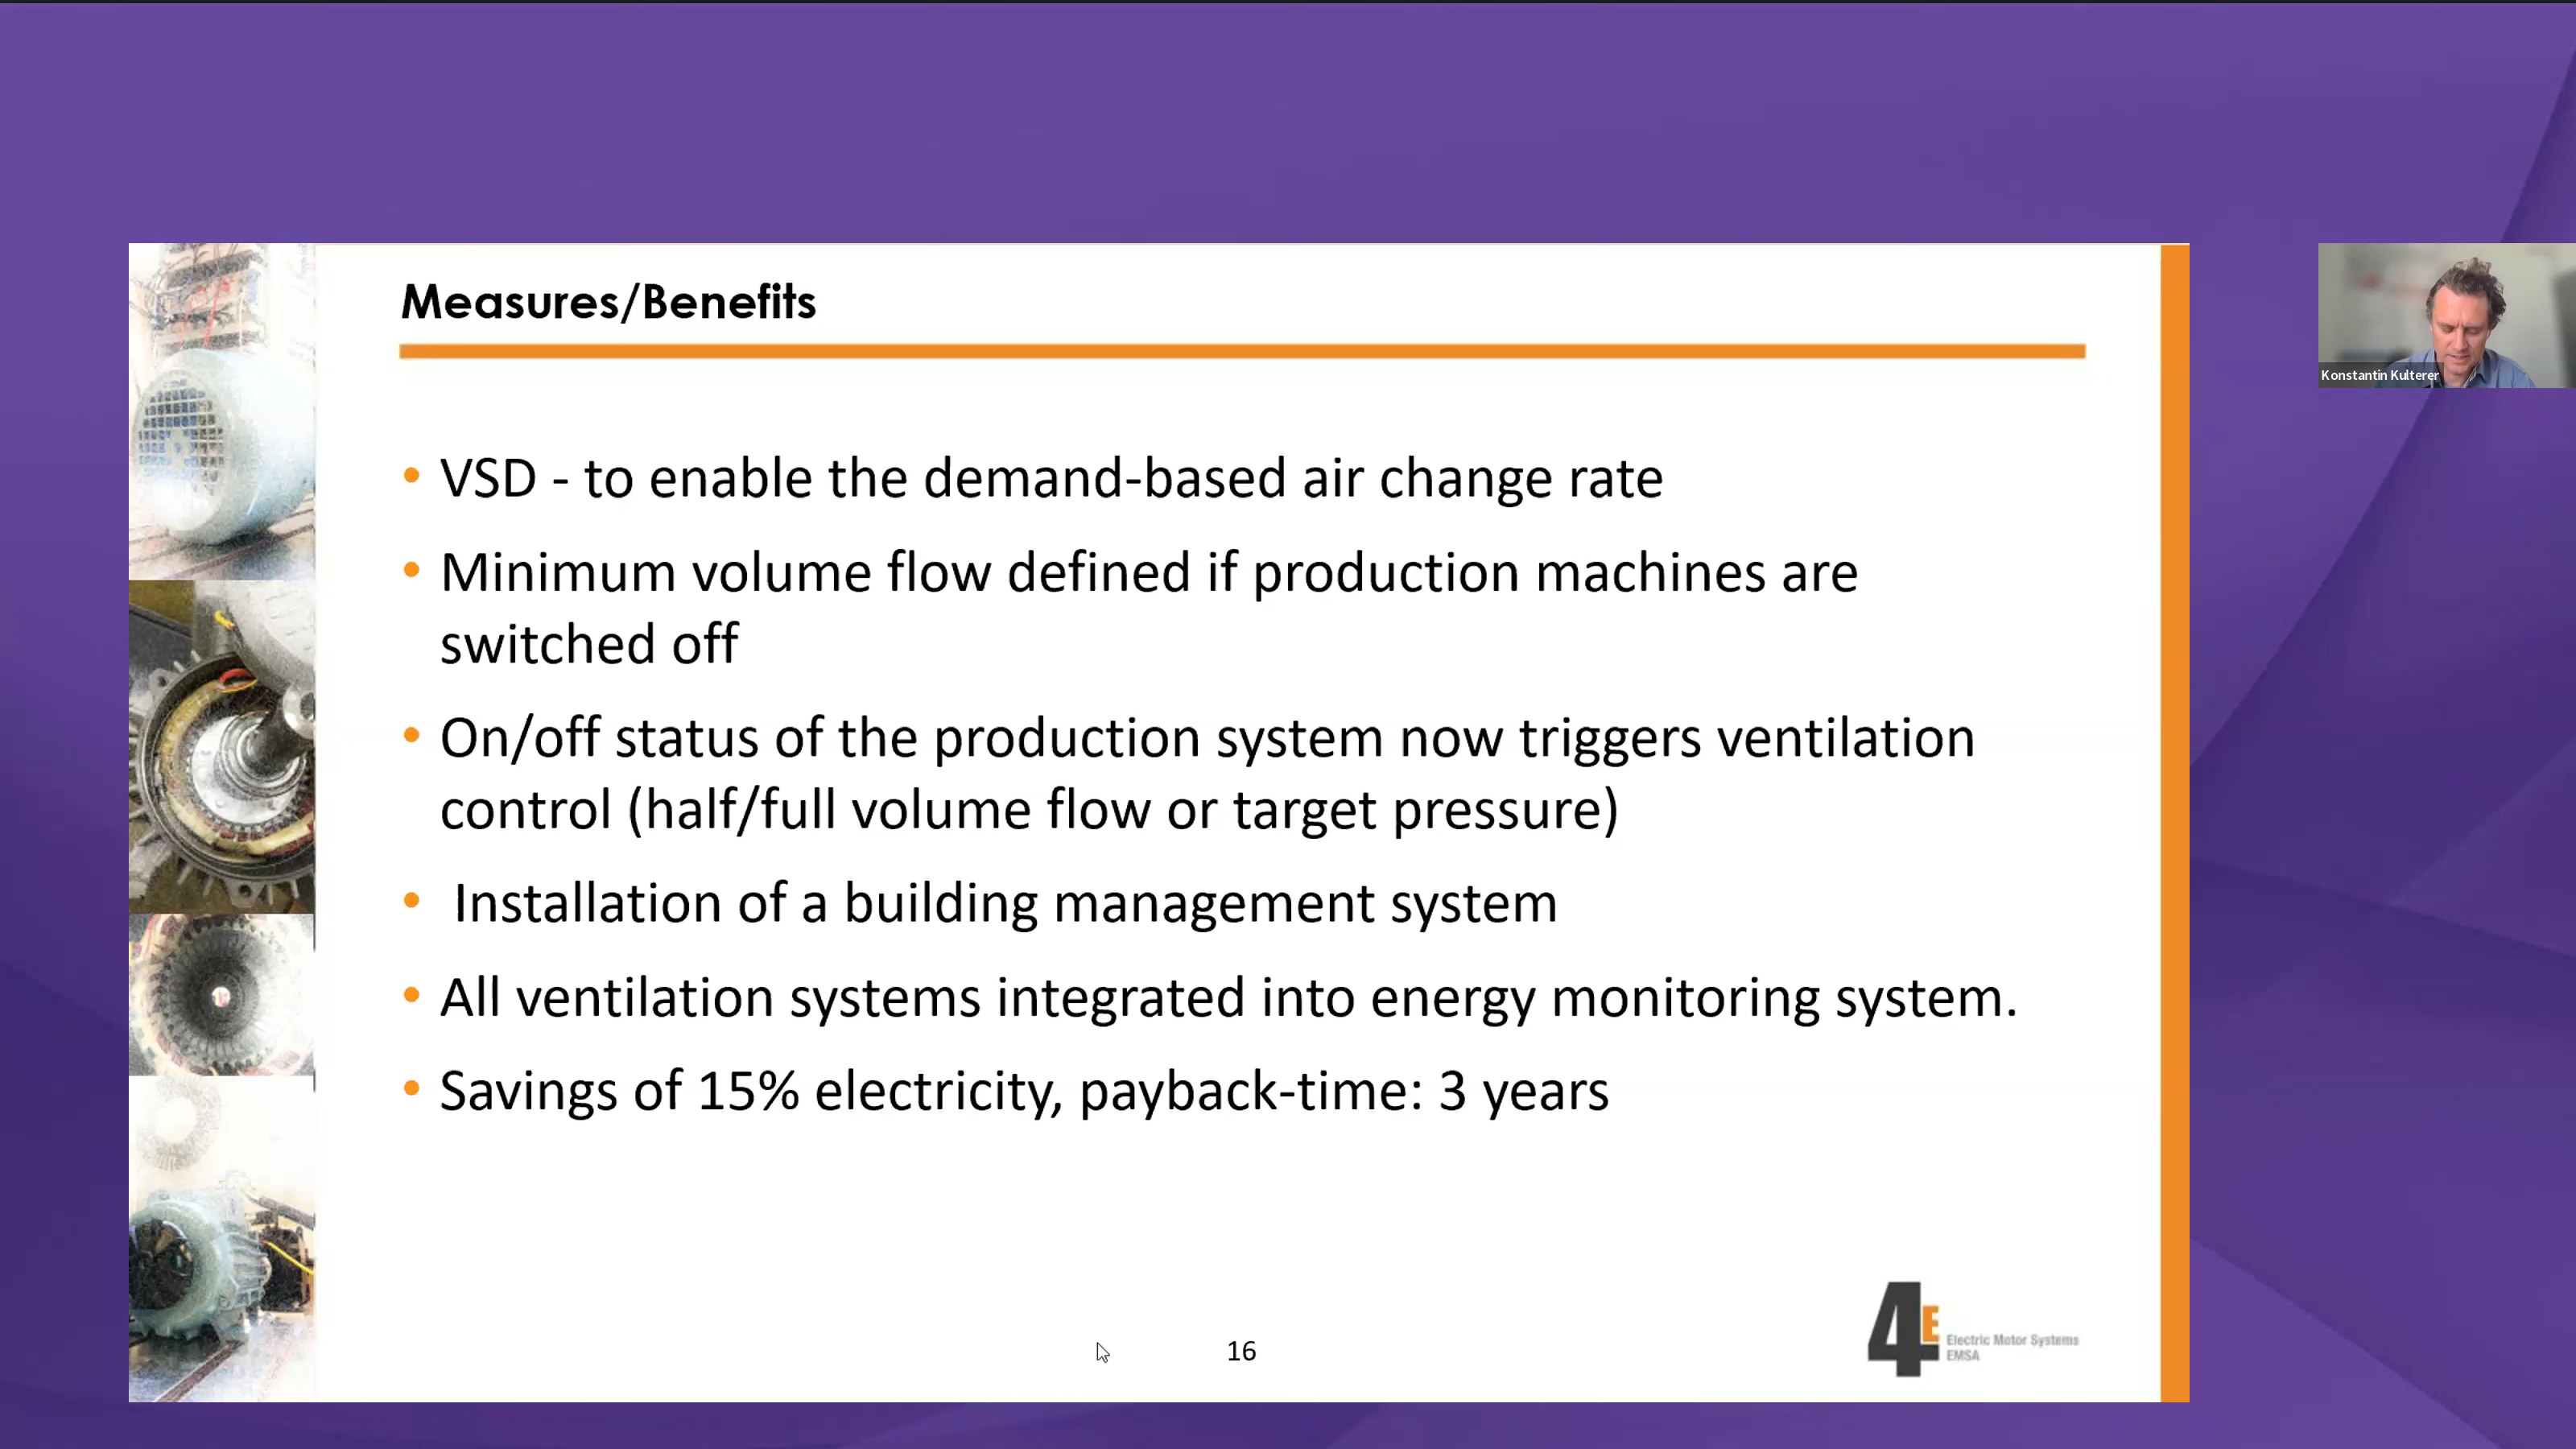 Measures/Benefits
• VSD - to enable the demand-based air change rate
• Minimum volume flow defined if production machines are
switched off
• On/off status of the production system now triggers ventilation
control (half/full volume flow or target pressure)
• Installation of a building management system
• All ventilation systems integrated into energy monitoring system.
• Savings of 15% electricity, payback-time: 3 years
16
4E
Electric Motor Systems
EMSA
Konstantin Kulterer